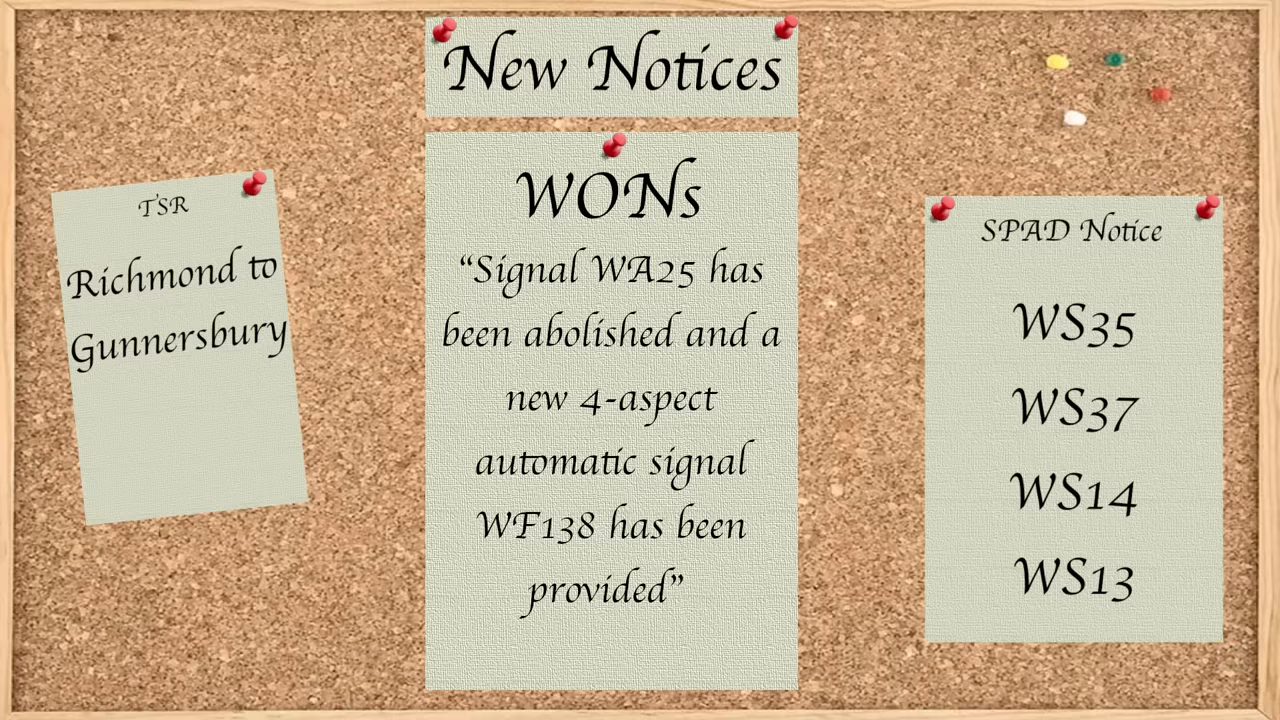 New Notices
TSR
Richmond to
Gunnersbury
WONs
“Signal WA25 has
been abolished and a
new 4-aspect
automatic signal
WF138 has been
provided”
SPAD Notice
WS35
WS37
WS14
WS13